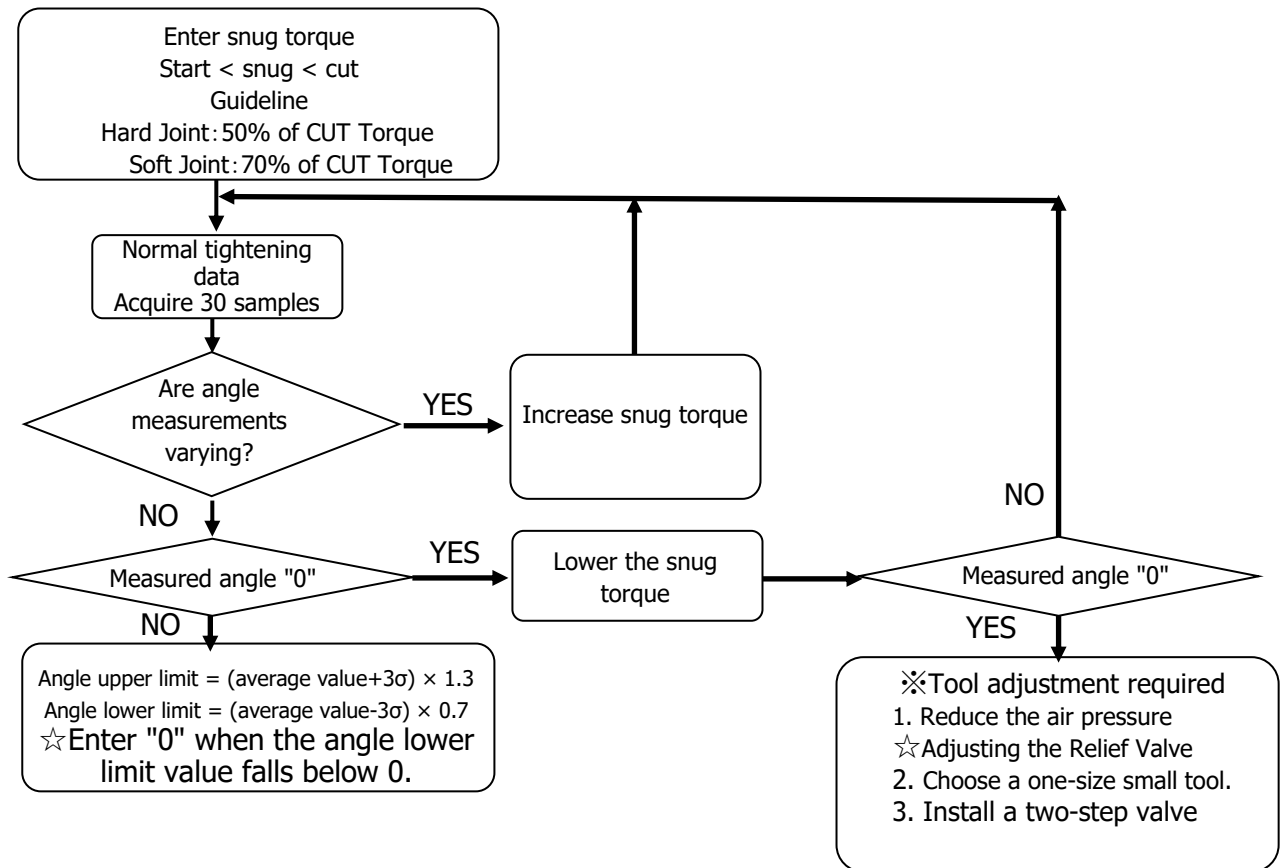 Enter snug torque
Start < snug < cut
Guideline
Hard Joint：50% of CUT Torque
Soft Joint：70% of CUT Torque
Normal tightening
data
Acquire 30 samples
Are angle
measurements
varying?
YES
Increase snug torque
NO
Measured angle "0"
YES
Lower the snug
torque
Measured angle "0"
NO
YES
NO
Angle upper limit = (average value+3σ) × 1.3
Angle lower limit = (average value-3σ) × 0.7
☆Enter "0" when the angle lower
limit value falls below 0.
※Tool adjustment required
1. Reduce the air pressure
☆Adjusting the Relief Valve
2. Choose a one-size small tool.
3. Install a two-step valve